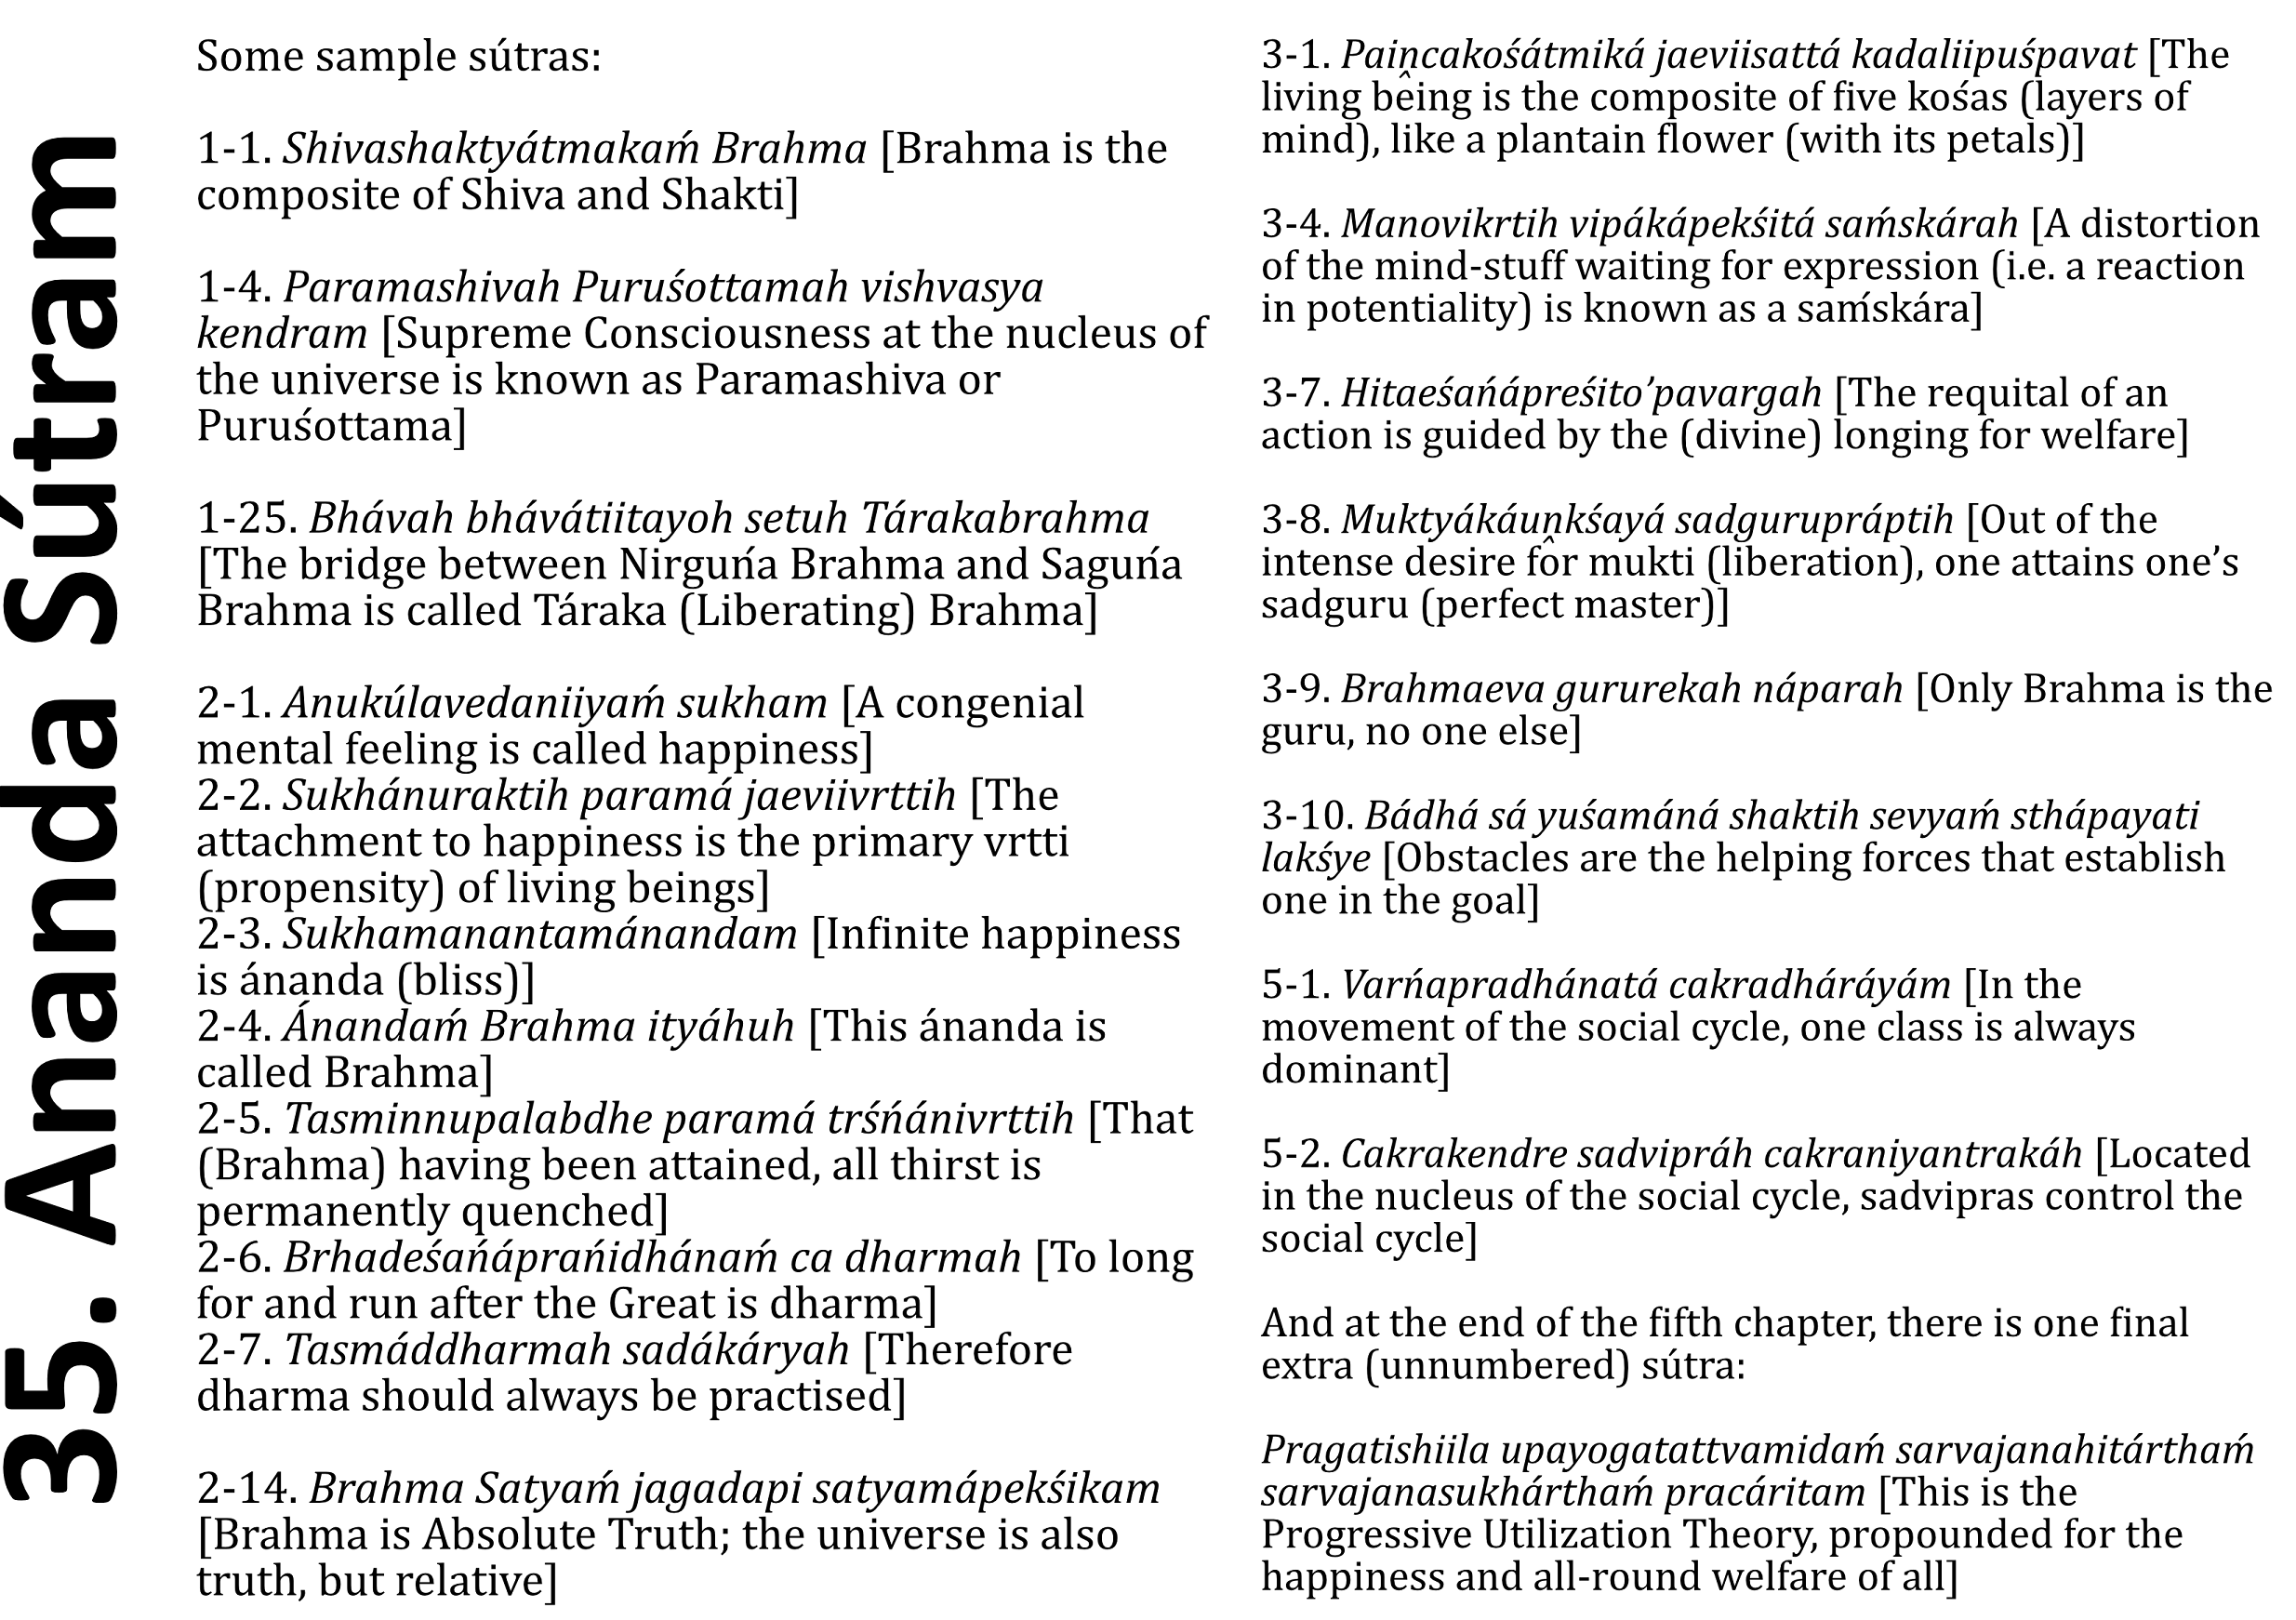 35. Ananda Sútram
Some sample sútras:
1-1. Shivashaktyátmakaḿ Brahma [Brahma is the
composite of Shiva and Shakti]
1-4. Paramashivah Puruśottamah vishvasya
kendram [Supreme Consciousness at the nucleus of
the universe is known as Paramashiva or
Puruśottama]
1-25. Bhávah bhávátiitayoh setuh Tárakabrahma
[The bridge between Nirguńa Brahma and Saguńa
Brahma is called Táraka (Liberating) Brahma]
2-1. Anukúlavedaniiyaḿ sukham [A congenial
mental feeling is called happiness]
2-2. Sukhánuraktih paramá jaeviivrttih [The
attachment to happiness is the primary vrtti
(propensity) of living beings]
2-3. Sukhamanantamánandam [Infinite happiness
is ánanda (bliss)]
2-4. Ánandaḿ Brahma ityáhuh [This ánanda is
called Brahma]
2-5. Tasminnupalabdhe paramá trśńánivrttih [That
(Brahma) having been attained, all thirst is
permanently quenched]
2-6. Brhadeśańáprańidhánaḿ ca dharmah [To long
for and run after the Great is dharma]
2-7. Tasmáddharmah sadákáryah [Therefore
dharma should always be practised]
2-14. Brahma Satyaḿ jagadapi satyamápekśikam
[Brahma is Absolute Truth; the universe is also
truth, but relative]
3-1. Paiṋcakośátmiká jaeviisattá kadaliipuśpavat [The
living being is the composite of five kośas (layers of
mind), like a plantain flower (with its petals)]
3-4. Manovikrtih vipákápekśitá saḿskárah [A distortion
of the mind-stuff waiting for expression (i.e. a reaction
in potentiality) is known as a saḿskára]
3-7. Hitaeśańápreśito’pavargah [The requital of an
action is guided by the (divine) longing for welfare]
3-8. Muktyákáuṋkśayá sadgurupráptih [Out of the
intense desire for mukti (liberation), one attains one’s
sadguru (perfect master)]
3-9. Brahmaeva gururekah náparah [Only Brahma is the
guru, no one else]
3-10. Bádhá sá yuśamáná shaktih sevyaḿ sthápayati
lakśye [Obstacles are the helping forces that establish
one in the goal]
5-1. Varńapradhánatá cakradháráyám [In the
movement of the social cycle, one class is always
dominant]
5-2. Cakrakendre sadvipráh cakraniyantrakáh [Located
in the nucleus of the social cycle, sadvipras control the
social cycle]
And at the end of the fifth chapter, there is one final
extra (unnumbered) sútra:
Pragatishiila upayogatattvamidaḿ sarvajanahitárthaḿ
sarvajanasukhárthaḿ pracáritam [This is the
Progressive Utilization Theory, propounded for the
happiness and all-round welfare of all]